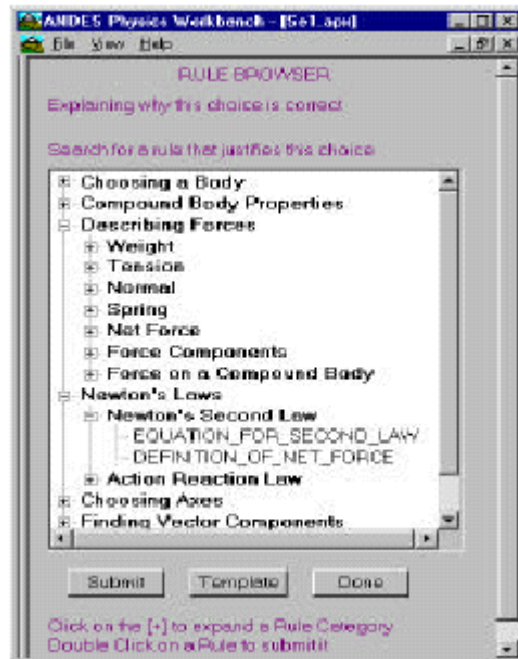 ANDES Physics Workbench - [Se1.apx]
File View Help
RULE BROWSER
Explaining why this choice is correct
Search for a rule that justifies this choice
Choosing a Body
Compound Body Properties
Describing Forces
Weight
Tension
Normal
Spring
Net Force
Force Components
Force on a Compound Body
Newton's Laws
Newton's Second Law
EQUATION_FOR_SECOND_LAW
DEFINITION_OF_NET_FORCE
Action Reaction Law
Choosing Axes
Finding Vector Components
Submit Template Done
Click on the [+] to expand a Rule Category
Double Click on a Rule to submit it